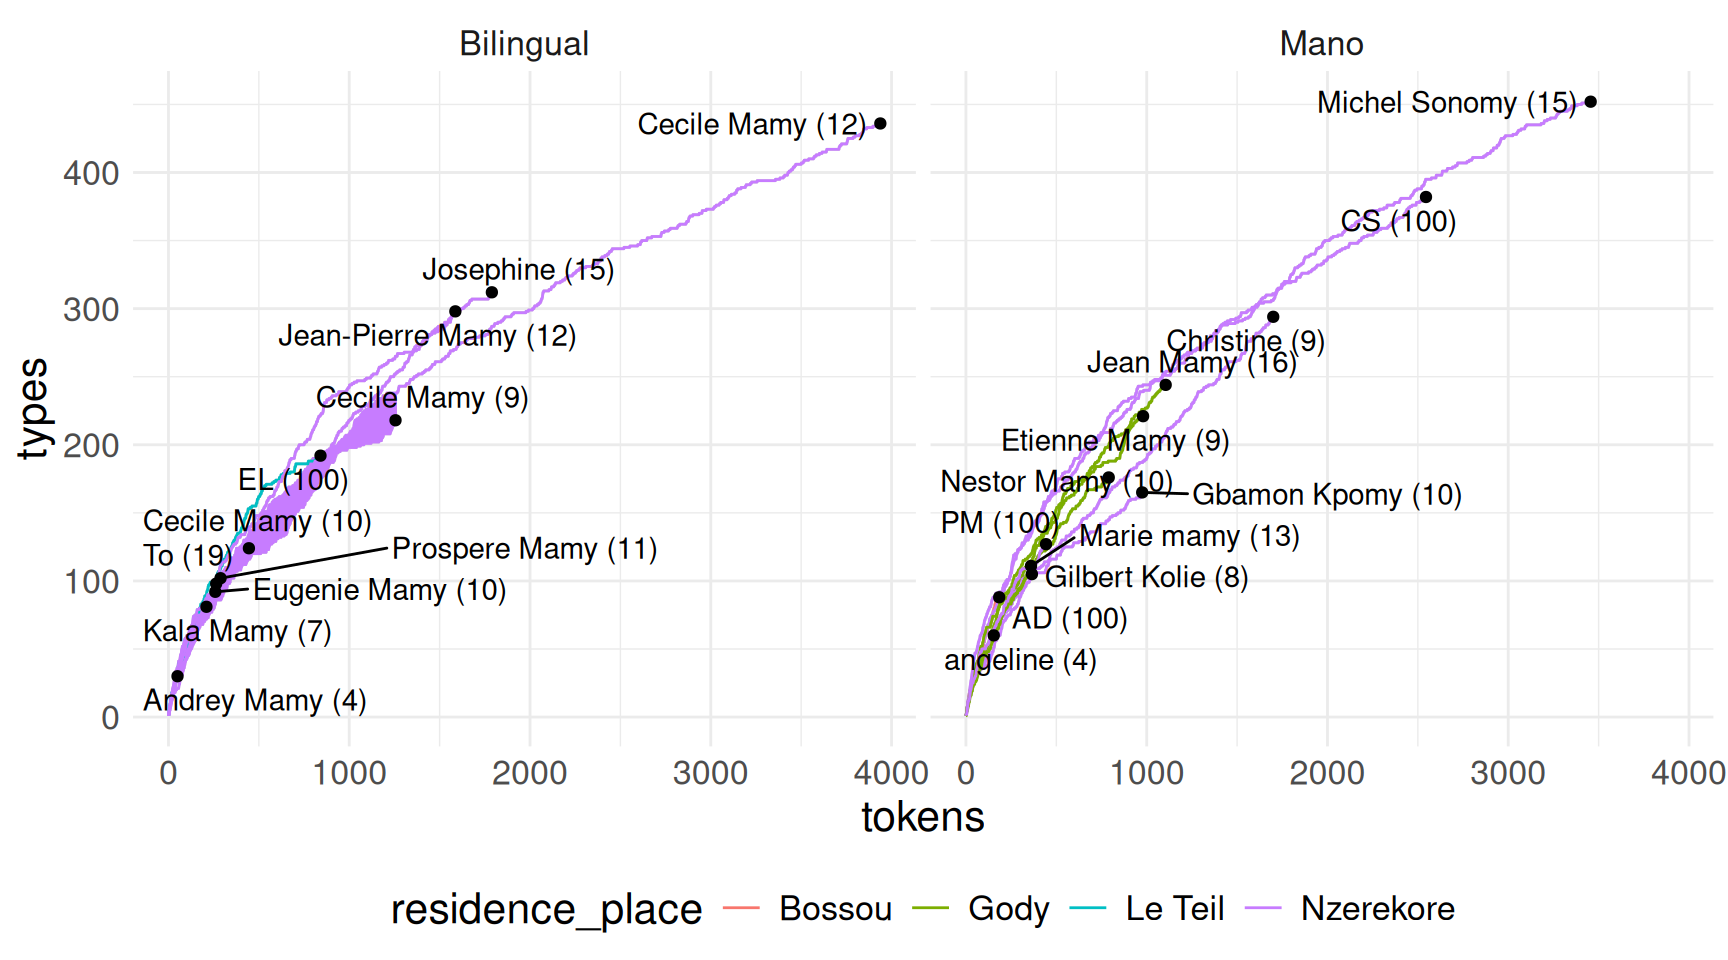 Bilingual
Mano
types
400
300
200
100
0
Cecile Mamy (12)
Josephine (15)
Jean-Pierre Mamy (12)
Cecile Mamy (9)
EL (100)
Cecile Mamy (10)
To (19)
Prospere Mamy (11)
Eugenie Mamy (10)
Kala Mamy (7)
Andrey Mamy (4)
Michel Sonomy (15)
CS (100)
Christine (9)
Jean Mamy (16)
Etienne Mamy (9)
Nestor Mamy (10)
Gbamon Kpomy (10)
PM (100)
Marie mamy (13)
Gilbert Kolie (8)
AD (100)
angeline (4)
0 1000 2000 3000 4000
0 1000 2000 3000 4000
tokens
residence_place Bossou Gody Le Teil Nzerekore